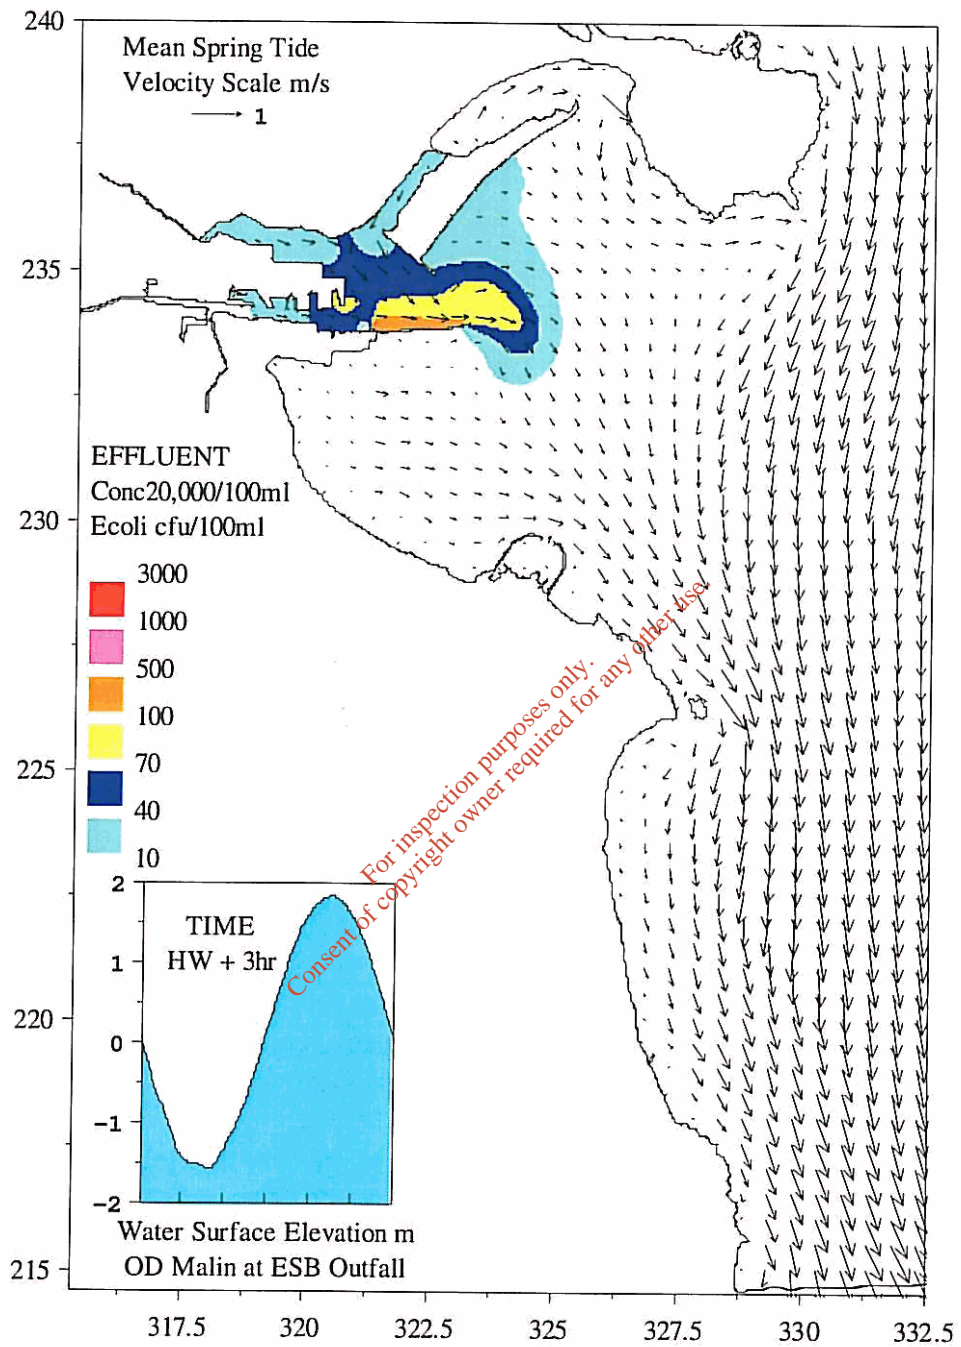 240
Mean Spring Tide
Velocity Scale m/s
1
235
230
EFFLUENT
Conc20,000/100ml
Ecoli cfu/100ml
3000
1000
500
100
70
40
10
225
220
215
2
1
0
-1
-2
TIME
HW + 3hr
Water Surface Elevation m
OD Malin at ESB Outfall
317.5
320
322.5
325
327.5
330
332.5
For inspection purposes only.
Consent of copyright owner required for any other use.